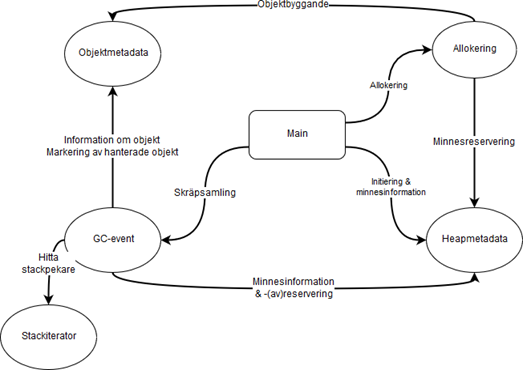 Objektbyggande
Objektmetadata
Allokering
Allokering
Main
Minnesreservering
Information om objekt
Markering av hanterade objekt
Skräpsamling
Initiering &
minnesinformation
GC-event
Heapmetadata
Hitta
stackpekare
Minnesinformation
& -(av)reservering
Stackiterator